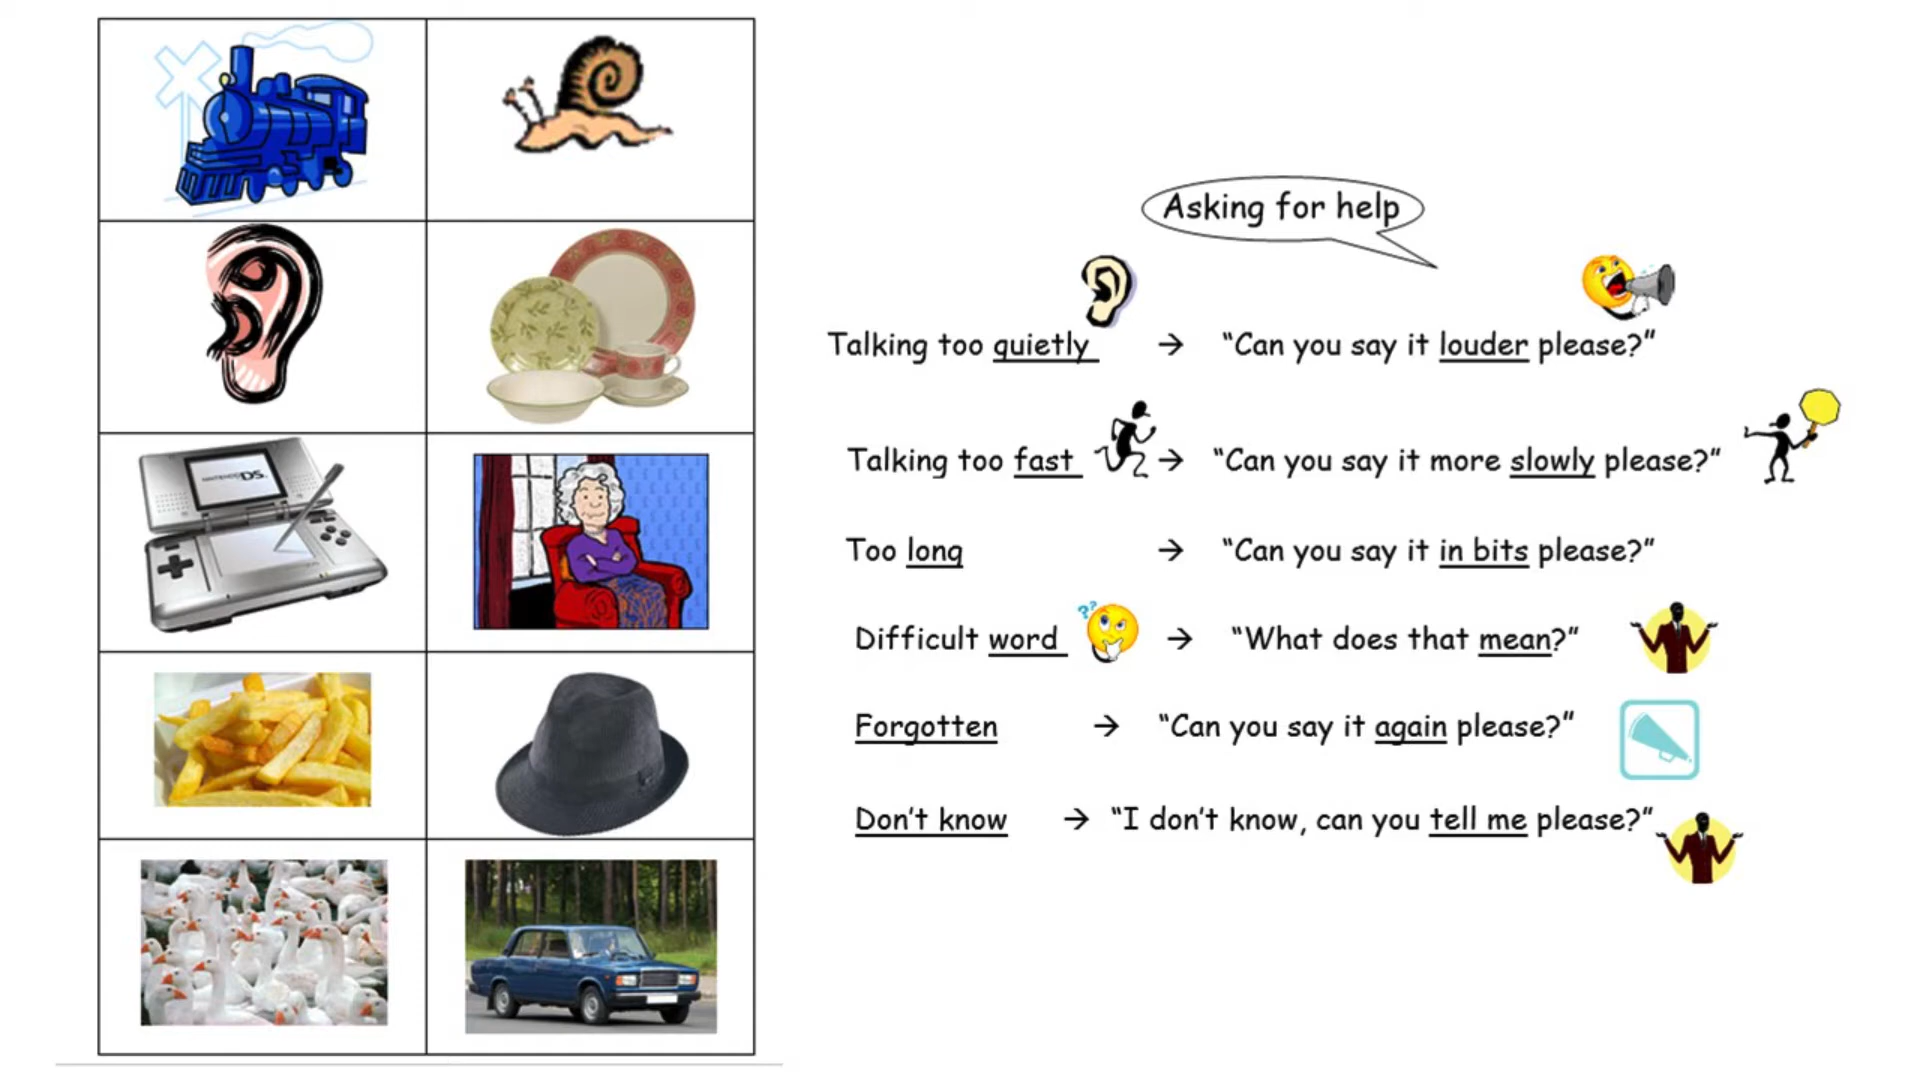 NINTENDO DS.
Asking for help
Talking too quietly → “Can you say it louder please?”
Talking too fast → “Can you say it more slowly please?”
Too long → “Can you say it in bits please?”
??
Difficult word → “What does that mean?”
Forgotten → “Can you say it again please?”
Don’t know → “I don’t know, can you tell me please?”